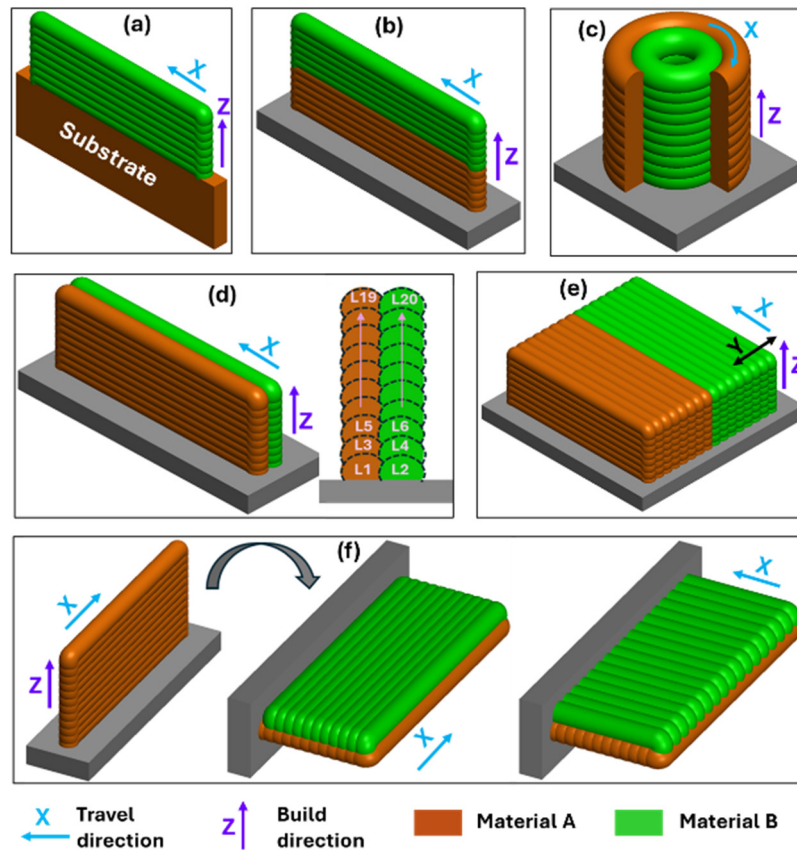 (a)
X
Z
Substrate
(b)
X
Z
(c)
X
Z
(d)
X
Z
L19 L20
L5 L6
L3 L4
L1 L2
(e)
X
Y
Z
(f)
X
Z
X
X
X Travel direction
Z Build direction
Material A
Material B